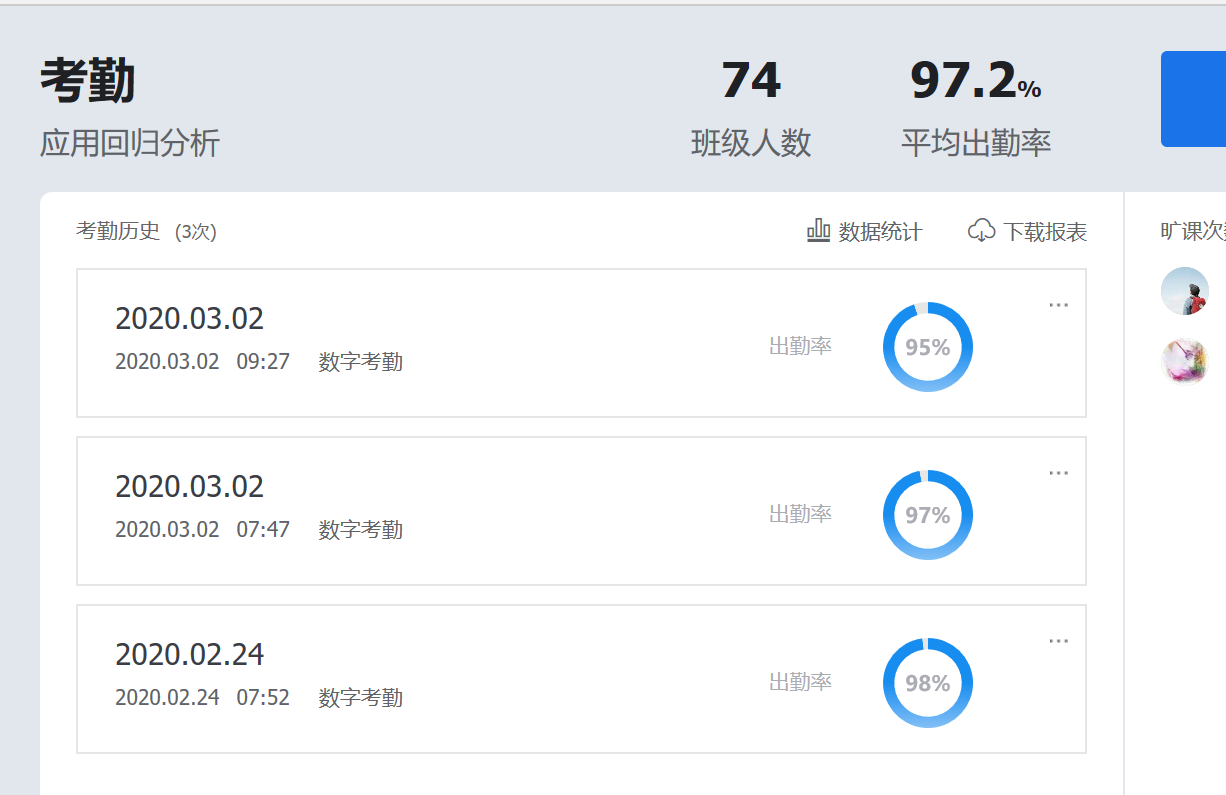 考勤
应用回归分析
74
班级人数
97.2%
平均出勤率
考勤历史 (3次)
数据统计
下载报表
2020.03.02
2020.03.02 09:27 数字考勤
出勤率
95%
2020.03.02
2020.03.02 07:47 数字考勤
出勤率
97%
2020.02.24
2020.02.24 07:52 数字考勤
出勤率
98%
旷课次